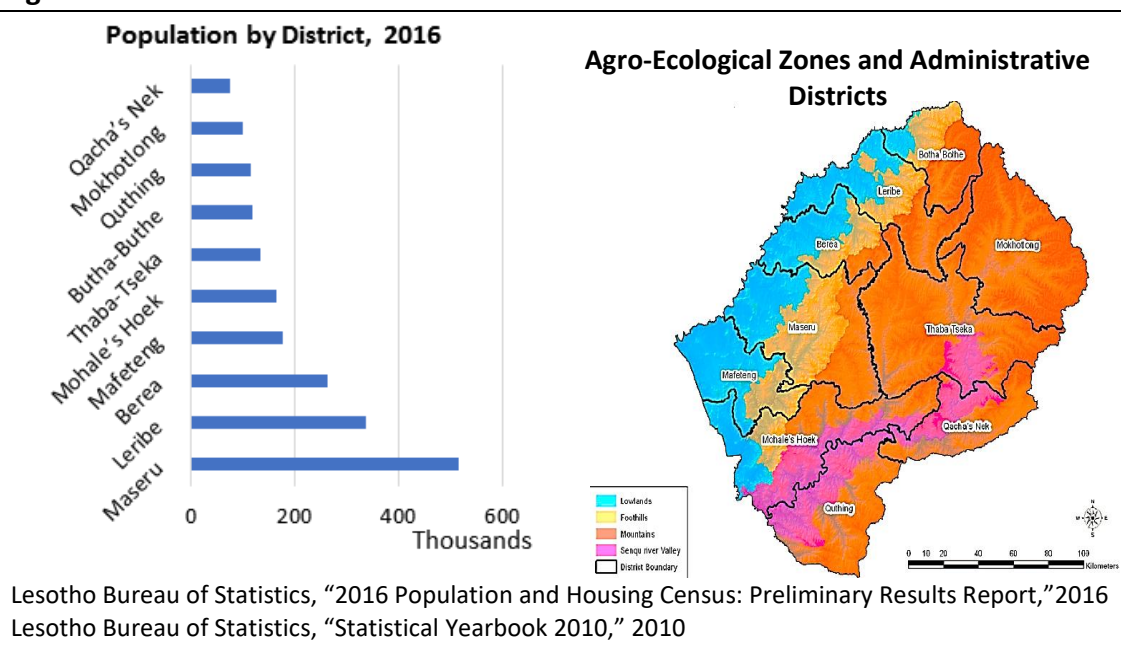 Population by District, 2016
Qacha's Nek
Mokhotlong
Quthing
Butha-Buthe
Thaba-Tseka
Mohale's Hoek
Mafeteng
Berea
Leribe
Maseru
0 200 400 600
Thousands
Agro-Ecological Zones and Administrative
Districts
Botha Bothe
Leribe
Berea
Mokhotlong
Maseru
Thaba Tseka
Mafeteng
Mohale's Hoek
Qacha's Nek
Quthing
Lowlands
Foothills
Mountains
Senqu river Valley
District Boundary
N
W E
S
0 10 20 40 60 80 100
Kilometers
Lesotho Bureau of Statistics, “2016 Population and Housing Census: Preliminary Results Report,”2016
Lesotho Bureau of Statistics, “Statistical Yearbook 2010,” 2010